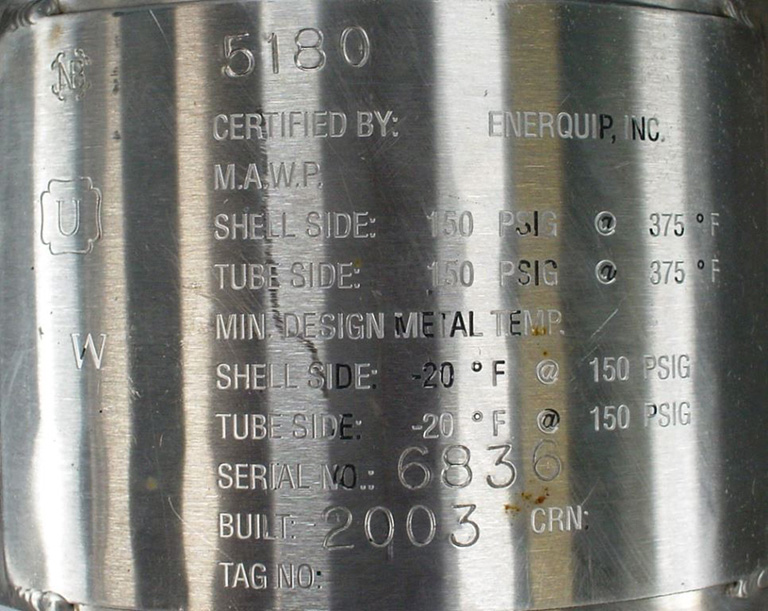 NB 5180
CERTIFIED BY: ENERQUIP, INC.
M.A.W.P.
U SHELL SIDE: 150 PSIG @ 375 °F
TUBE SIDE: 150 PSIG @ 375 °F
MIN. DESIGN METAL TEMP.
W SHELL SIDE: -20 °F @ 150 PSIG
TUBE SIDE: -20 °F @ 150 PSIG
SERIAL NO.: 6836
BUILT: 2003 CRN:
TAG NO: